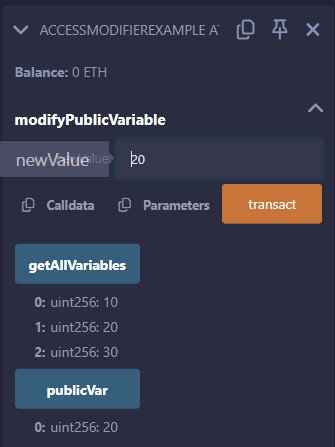 ACCESSMODIFIEREXAMPLE AT
Balance: 0 ETH
modifyPublicVariable
newValue 20
Calldata Parameters transact
getAllVariables
0: uint256: 10
1: uint256: 20
2: uint256: 30
publicVar
0: uint256: 20